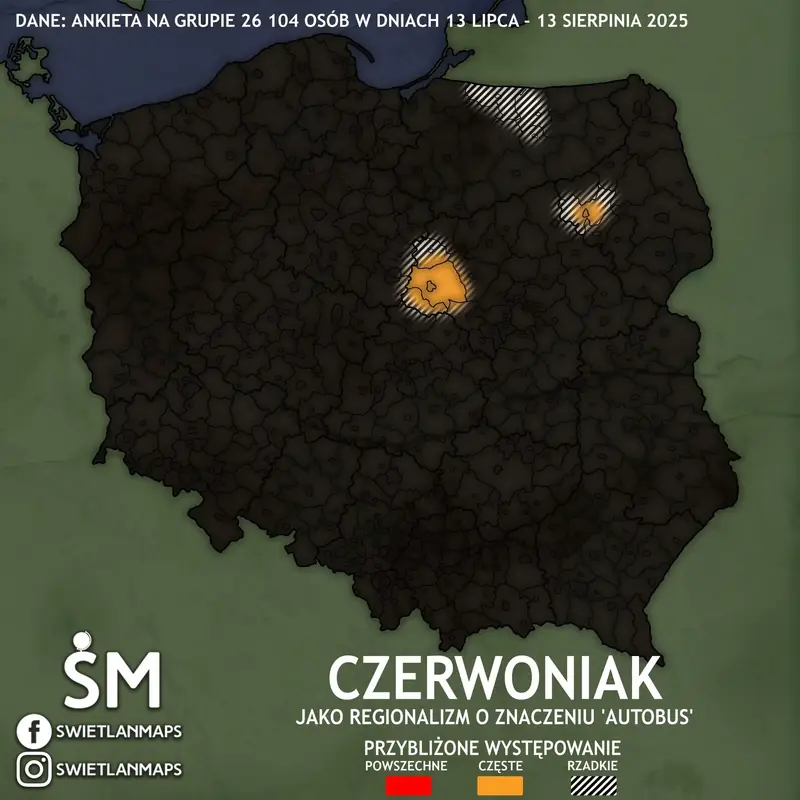 DANE: ANKIETA NA GRUPIE 26 104 OSÓB W DNIACH 13 LIPCA - 13 SIERPINIA 2025
ŚM
SWIETLANMAPS
SWIETLANMAPS
CZERWONIAK
JAKO REGIONALIZM O ZNACZENIU 'AUTOBUS'
PRZYBLIŻONE WYSTĘPOWANIE
POWSZECHNE CZĘSTE RZADKIE